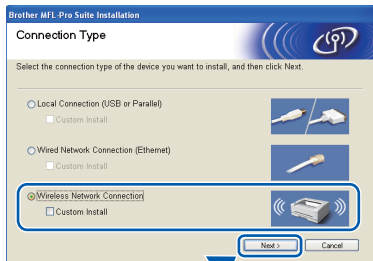 Brother MFL-Pro Suite Installation
Connection Type
Select the connection type of the device you want to install, and then click Next.
Local Connection (USB or Parallel)
Custom Install
Wired Network Connection (Ethernet)
Custom Install
Wireless Network Connection
Custom Install
Next >
Cancel